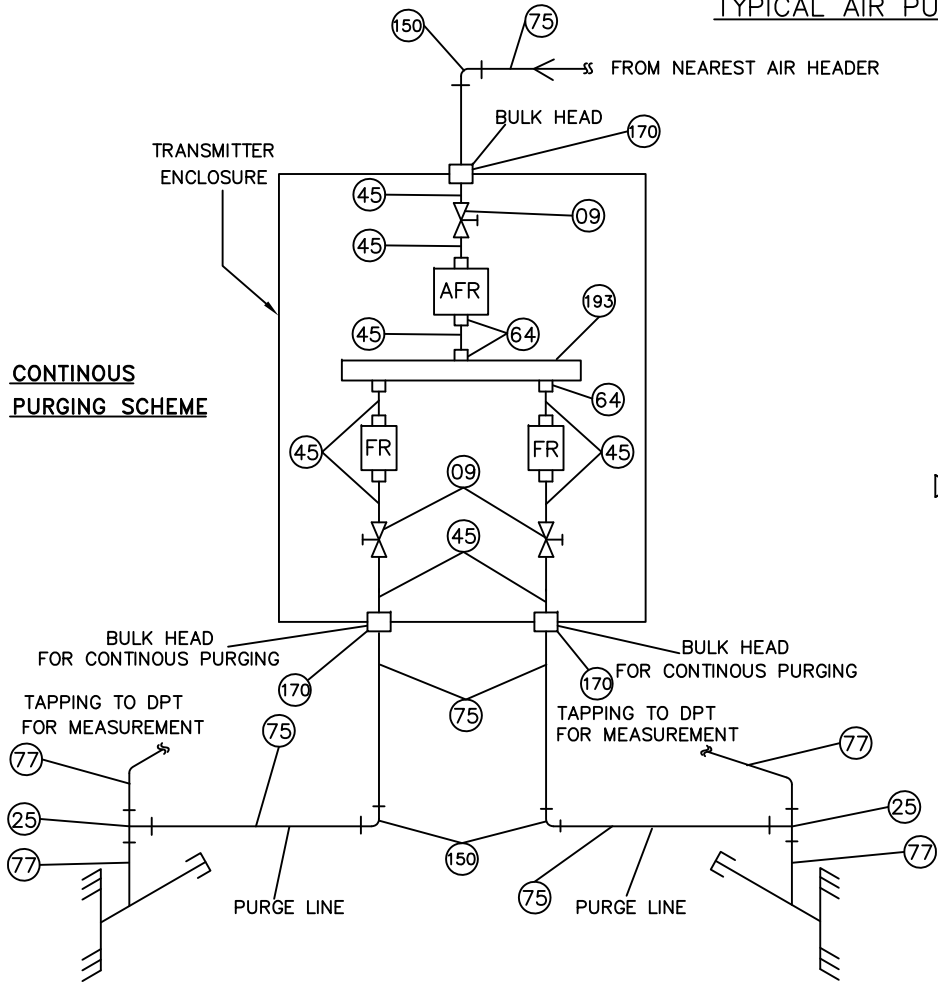 TYPICAL AIR PU
150
75
FROM NEAREST AIR HEADER
BULK HEAD
170
TRANSMITTER
ENCLOSURE
45
09
45
AFR
193
45
64
CONTINOUS
PURGING SCHEME
64
45
FR
FR
45
09
45
BULK HEAD
FOR CONTINOUS PURGING
BULK HEAD
FOR CONTINOUS PURGING
170
170
TAPPING TO DPT
FOR MEASUREMENT
75
75
TAPPING TO DPT
FOR MEASUREMENT
77
77
25
25
77
150
77
75
PURGE LINE
PURGE LINE